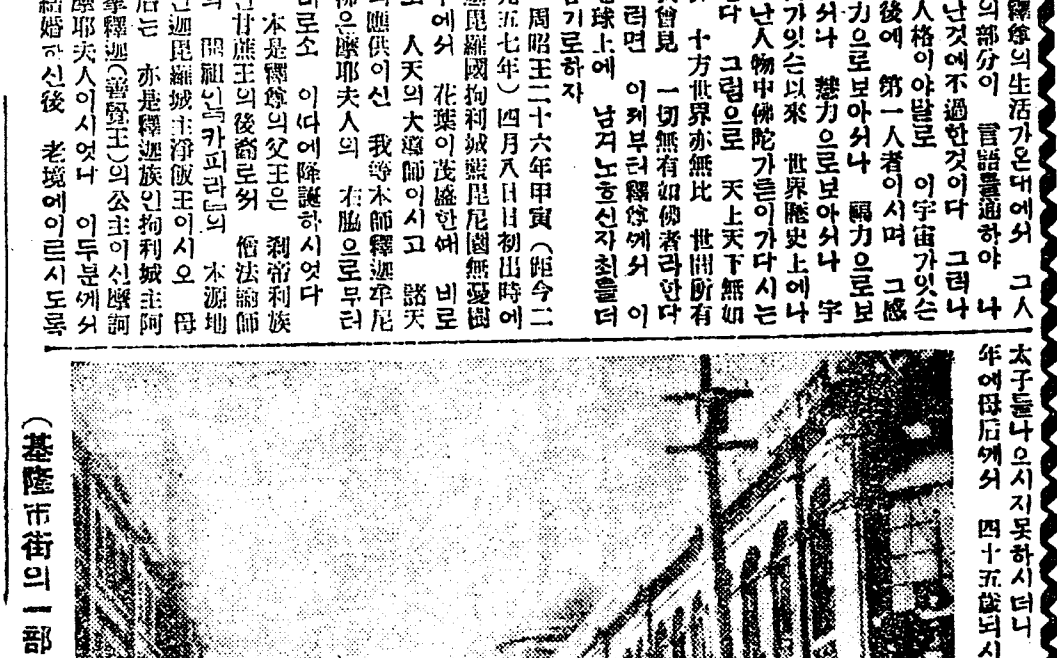 釋尊의生活가온대에서 그人
의部分이 言語를通하야 나
난것에不過한것이다 그러나
人格이야말로 이宇宙가잇슨
後에 第一人者이시며 그感
力으로보아서나 福力으로보
서나 慧力으로보아서나 宇
가잇슨以來 世界歷史上에나
난人物中佛陀가튼이가다시는
다 그럼으로 天上天下無如
十方世界亦無比 世間所有
我曾見 一切無有如佛者라한다
러면 이제부터釋尊께서 이
球上에 남겨노흐신자최를더
기로하자
周昭王二十六年甲寅(距今二
九五七年)四月八日日初出時에
毘羅國拘利城藍毘尼園無憂樹
에서 花葉이茂盛한때 비로
人天의大導師이시고 諸天
의應供이신 我等本師釋迦牟尼
佛은摩耶夫人의 右脇으로부터
비로소 이따에降誕하시엇다
本是釋尊의父王은 刹帝利族
甘蔗王의後裔로서 僧法論師
의 開祖인『카피라』의 本源地
迦毘羅城主淨飯王이시오 母
后는 亦是釋迦族인拘利城主阿
拏釋迦(善覺王)의公主이신摩訶
摩耶夫人이시엇나 이두분께서
結婚하신後 老境에이르시도록
太子를나으시지못하시더니
年에母后께서 四十五歲되시
(基隆市街의一部